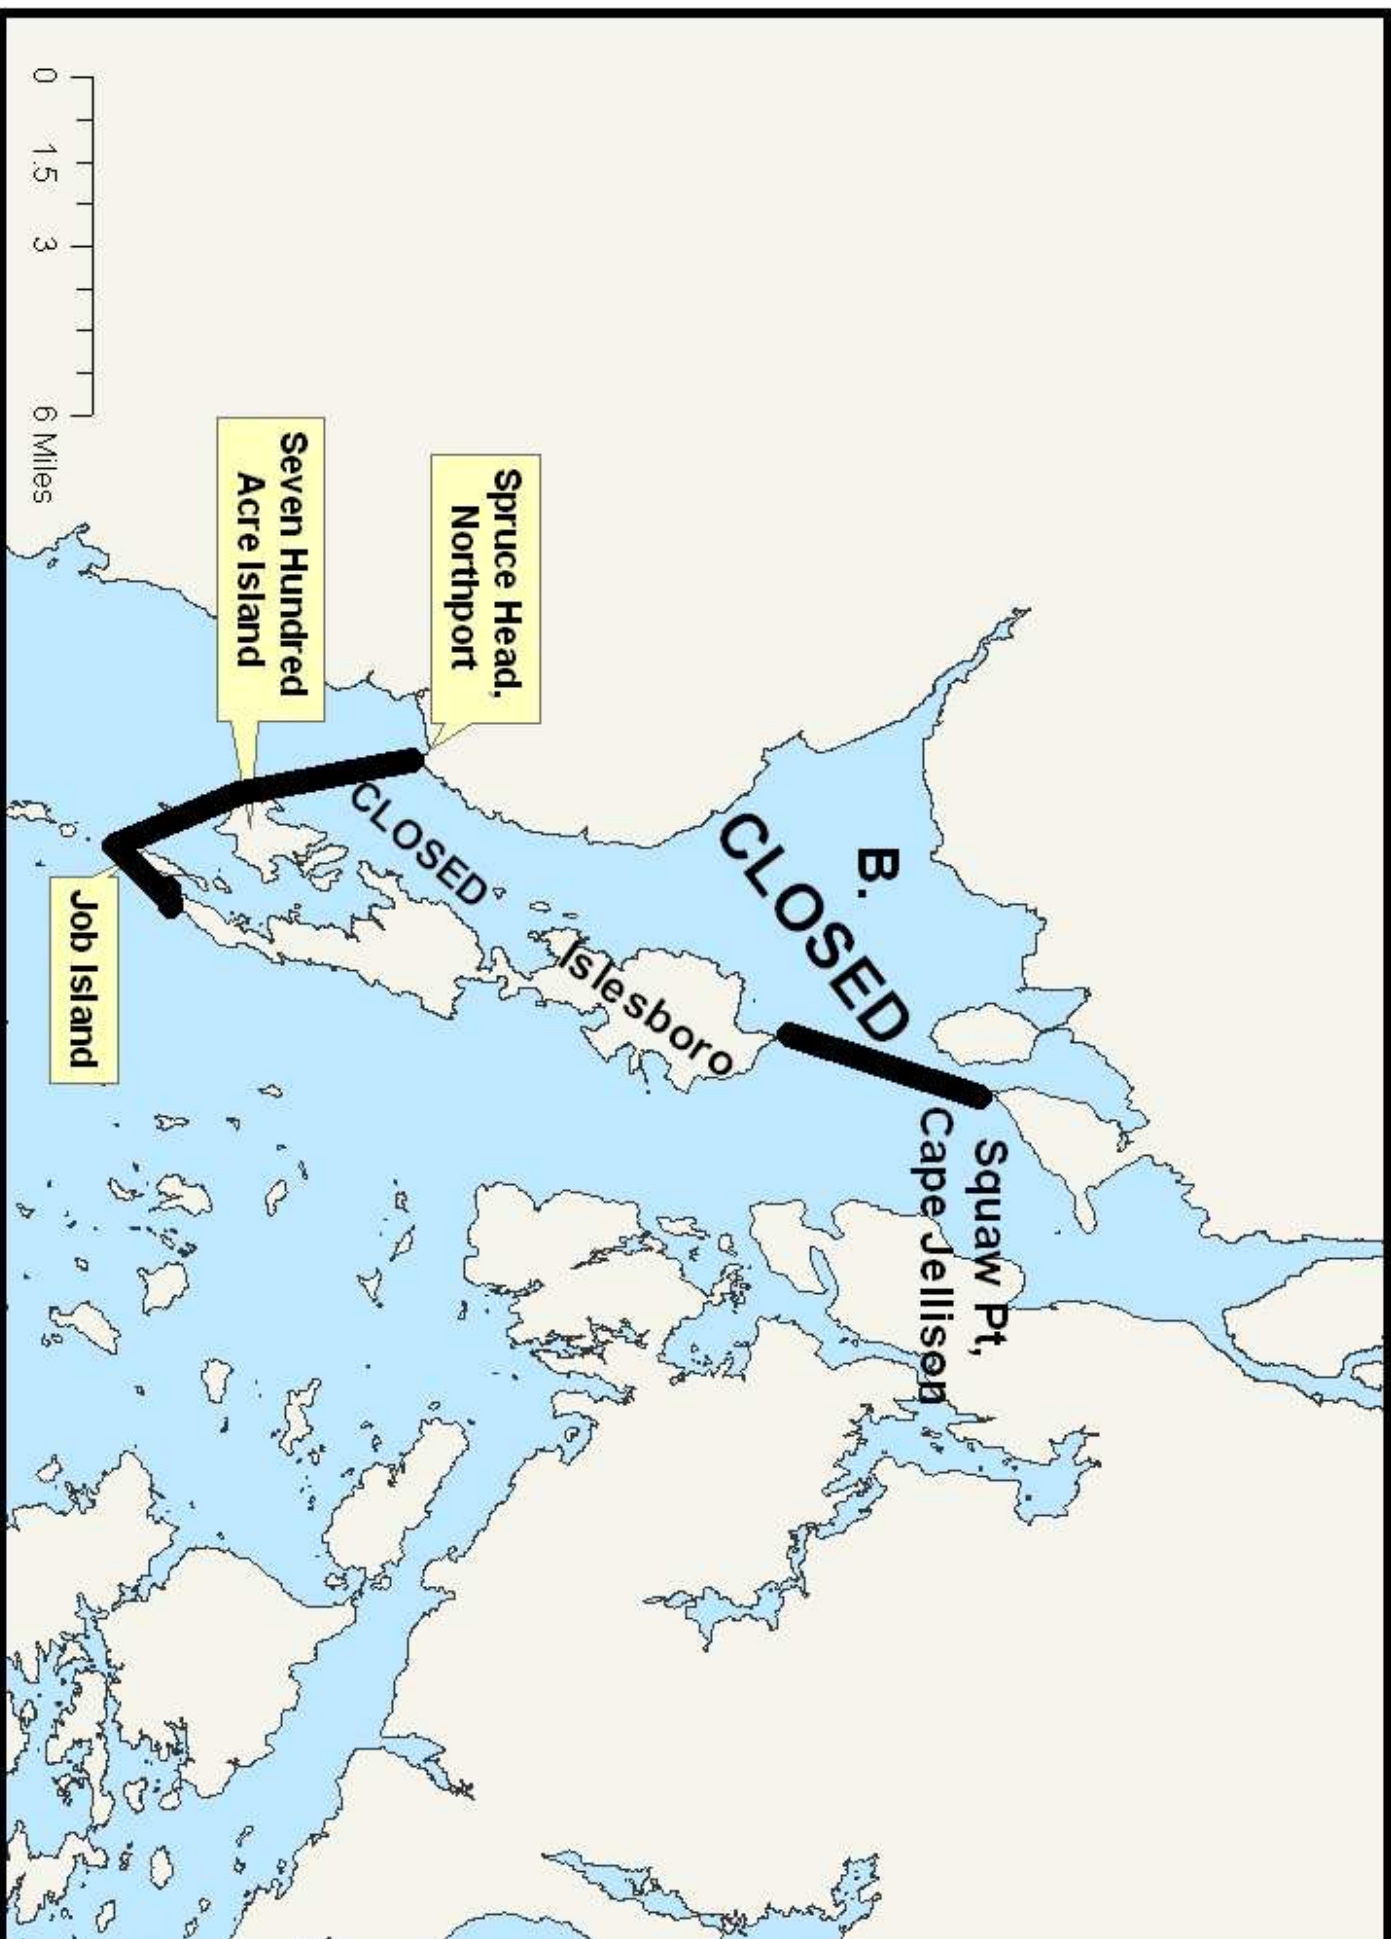 B.
CLOSED
Squaw Pt,
Cape Jellison
Islesboro
CLOSED
Spruce Head,
Northport
Seven Hundred
Acre Island
Job Island
0 1.5 3 6 Miles